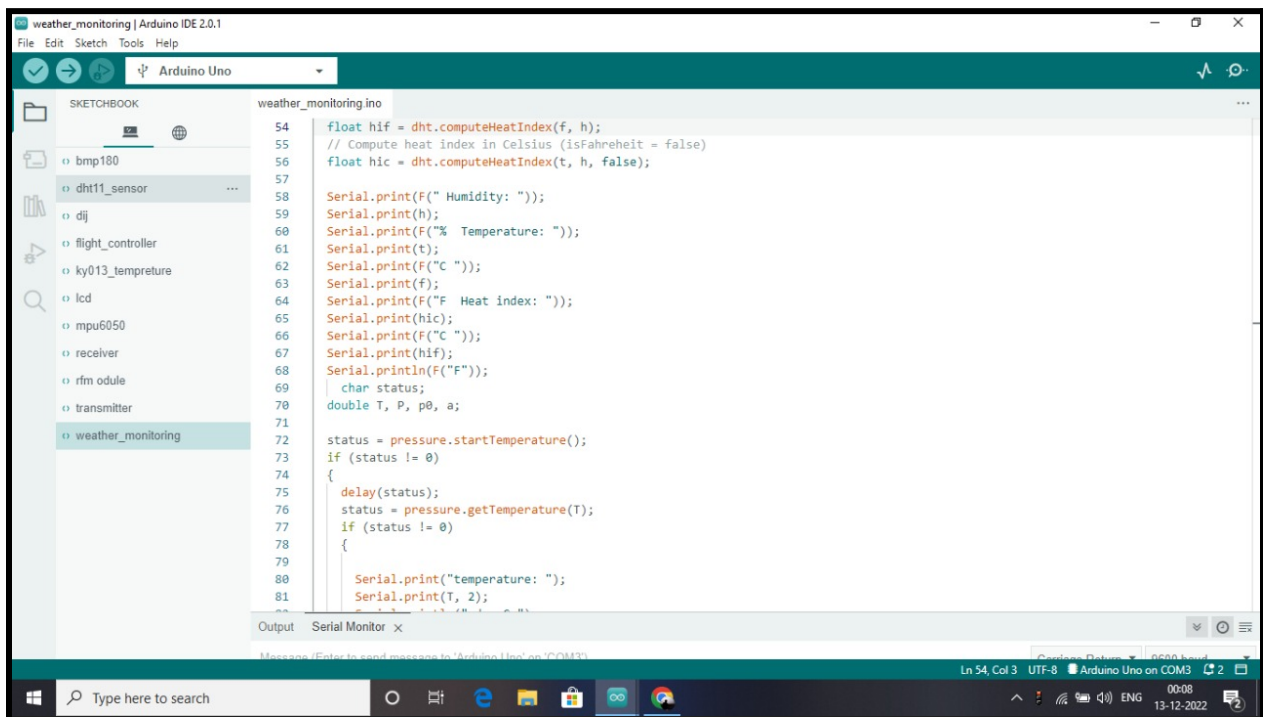 weather_monitoring | Arduino IDE 2.0.1
File Edit Sketch Tools Help
Arduino Uno
SKETCHBOOK
bmp180
dht11_sensor
dij
flight_controller
ky013_tempreture
lcd
mpu6050
receiver
rfm odule
transmitter
weather_monitoring
weather_monitoring.ino
54 float hif = dht.computeHeatIndex(f, h);
55 // Compute heat index in Celsius (isFahreheit = false)
56 float hic = dht.computeHeatIndex(t, h, false);
57
58 Serial.print(F(" Humidity: "));
59 Serial.print(h);
60 Serial.print(F("%  Temperature: "));
61 Serial.print(t);
62 Serial.print(F("C "));
63 Serial.print(f);
64 Serial.print(F("F  Heat index: "));
65 Serial.print(hic);
66 Serial.print(F("C "));
67 Serial.print(hif);
68 Serial.println(F("F"));
69 char status;
70 double T, P, p0, a;
71
72 status = pressure.startTemperature();
73 if (status != 0)
74 {
75 delay(status);
76 status = pressure.getTemperature(T);
77 if (status != 0)
78 {
79
80 Serial.print("temperature: ");
81 Serial.print(T, 2);
Output Serial Monitor
Message (Enter to send message to 'Arduino Uno' on 'COM3')
Carriage Return 9600 baud
Ln 54, Col 3 UTF-8 Arduino Uno on COM3 2
Type here to search
ENG
00:08
13-12-2022
2